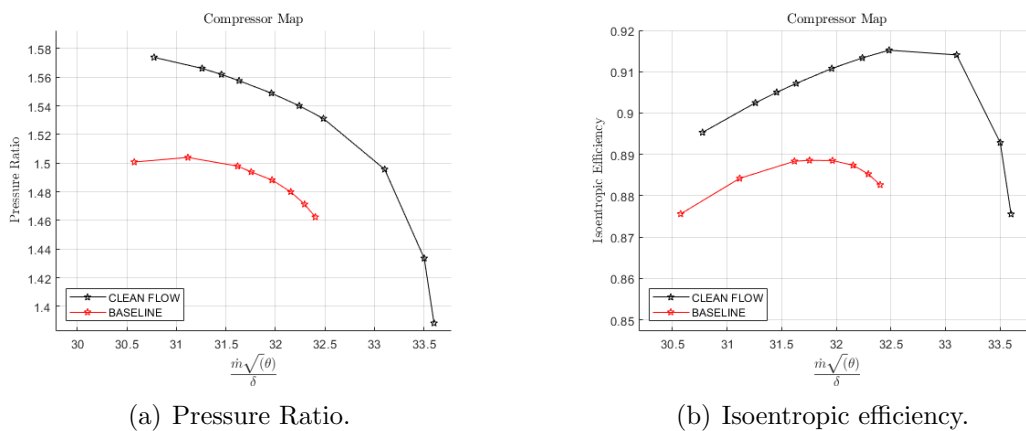 Compressor Map
1.58
1.56
1.54
1.52
1.5
1.48
1.46
1.44
1.42
1.4
Pressure Ratio
CLEAN FLOW
BASELINE
30 30.5 31 31.5 32 32.5 33 33.5
ṁ√(θ)
δ
(a) Pressure Ratio.
Compressor Map
0.92
0.91
0.9
0.89
0.88
0.87
0.86
0.85
Isoentropic Efficiency
CLEAN FLOW
BASELINE
30.5 31 31.5 32 32.5 33 33.5
ṁ√(θ)
δ
(b) Isoentropic efficiency.